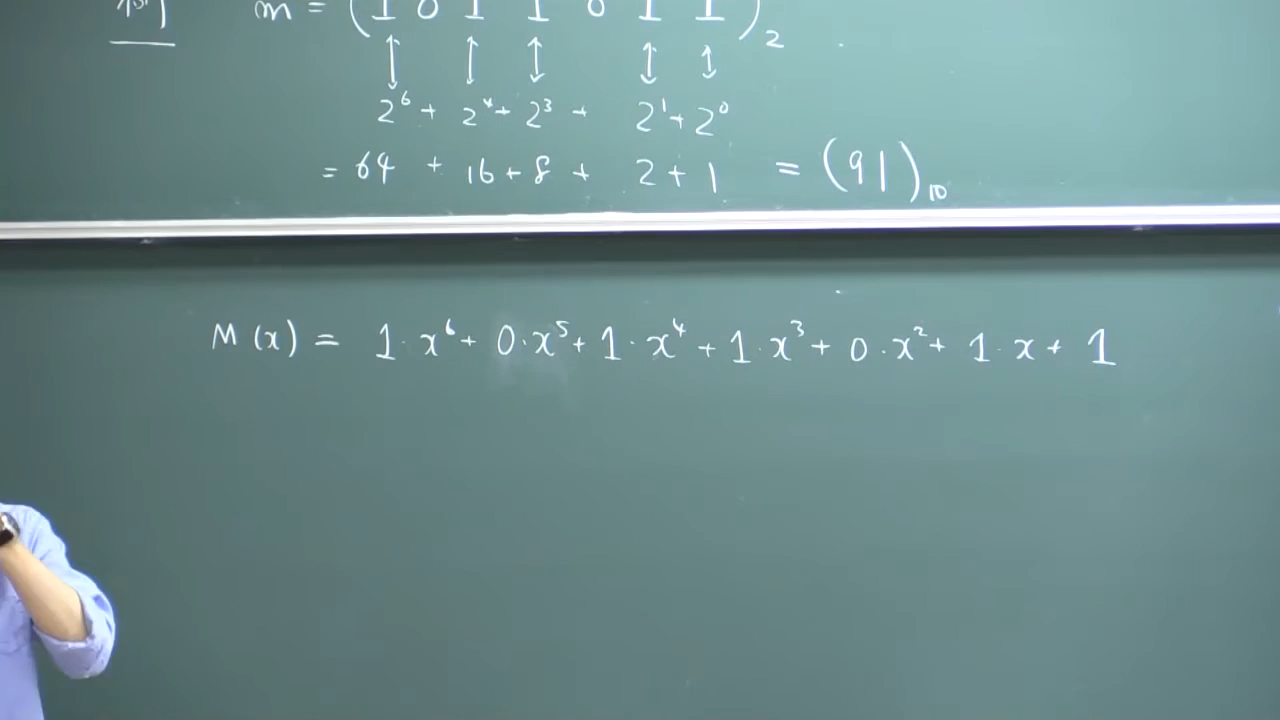 m = (1 0 1 1 0 1 1)₂
2⁶ + 2⁴ + 2³ + 2¹ + 2⁰
= 64 + 16 + 8 + 2 + 1 = (91)₁₀
M(x) = 1·x⁶ + 0·x⁵ + 1·x⁴ + 1·x³ + 0·x² + 1·x + 1